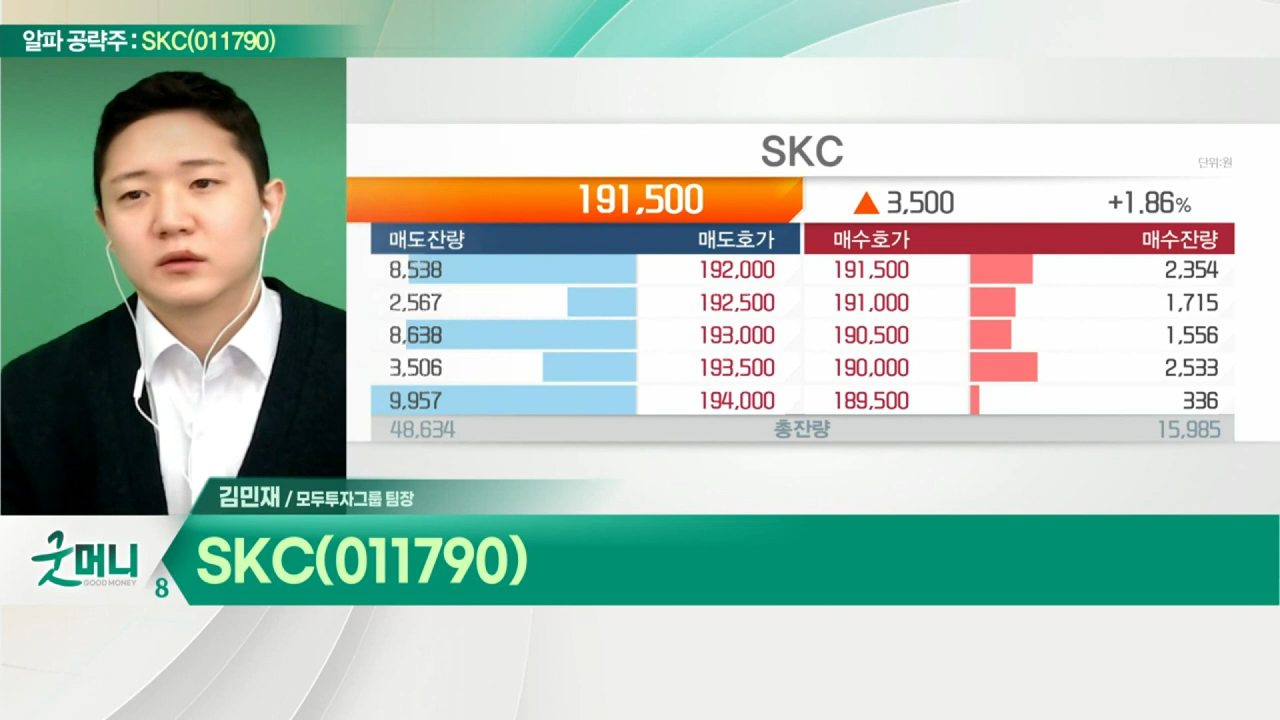 알파 공략주 : SKC(011790)
SKC
단위:원
191,500 ▲ 3,500 +1.86%
매도잔량 매도호가 매수호가 매수잔량
8,538 192,000 191,500 2,354
2,567 192,500 191,000 1,715
8,638 193,000 190,500 1,556
3,506 193,500 190,000 2,533
9,957 194,000 189,500 336
48,634 총잔량 15,985
김민재 / 모두투자그룹 팀장
굿머니
GOOD MONEY
8
SKC(011790)